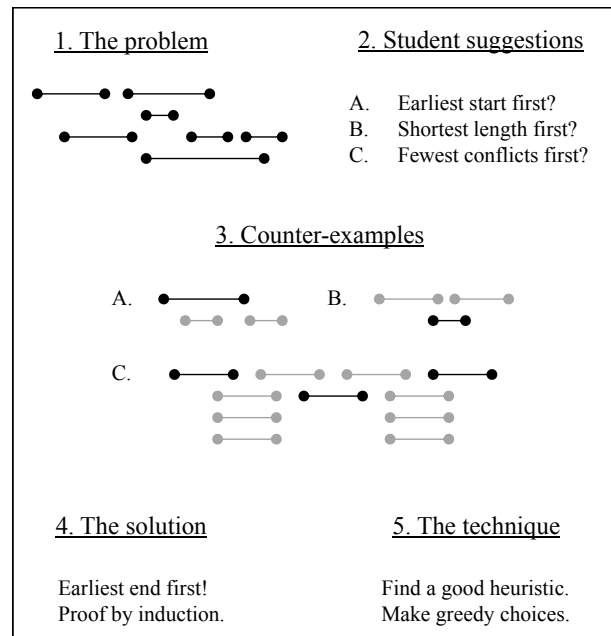 1. The problem
2. Student suggestions
A. Earliest start first?
B. Shortest length first?
C. Fewest conflicts first?
3. Counter-examples
A.
B.
C.
4. The solution
Earliest end first!
Proof by induction.
5. The technique
Find a good heuristic.
Make greedy choices.